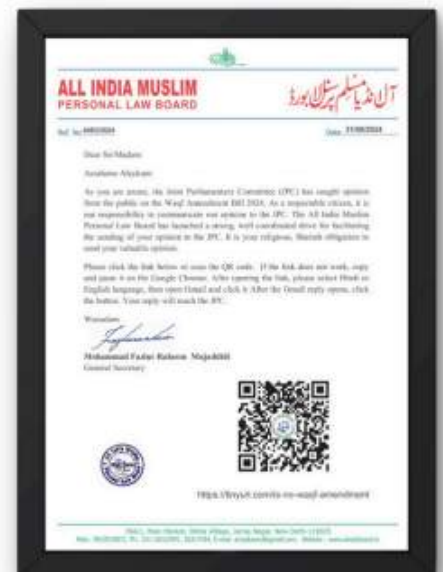 ALL INDIA MUSLIM
PERSONAL LAW BOARD
آل انڈیا مسلم پرسنل لا بورڈ
Ref. No.
Date:
Dear Sir/Madam
Assalamu Alaykum
As you are aware, the Joint Parliamentary Committee (JPC) has sought opinion
from the public on the Waqf Amendment Bill 2024. As a respectable citizen, it is
our responsibility to communicate our opinion to the JPC. The All India Muslim
Personal Law Board has launched a strong, well coordinated drive for facilitating
the sending of your opinion to the JPC. It is your religious, Shariah obligation to
send your valuable opinion.
Please click the link below or scan the QR code. If the link does not work, copy
and paste it on the Google Chrome. After opening the link, please select Hindi or
English language, then open Gmail and click it. After the Gmail reply opens, click
the button. Your reply will reach the JPC.
Wassalam
Mohammad Fazlur Rahim Mujaddidi
General Secretary
https://tinyurl.com/is-no-waqf-amendment